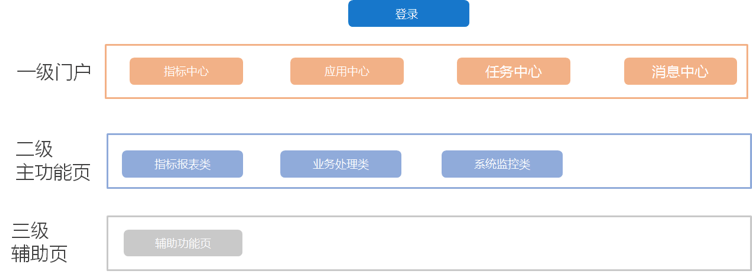 登录
一级门户
指标中心
应用中心
任务中心
消息中心
二级
主功能页
指标报表类
业务处理类
系统监控类
三级
辅助页
辅助功能页